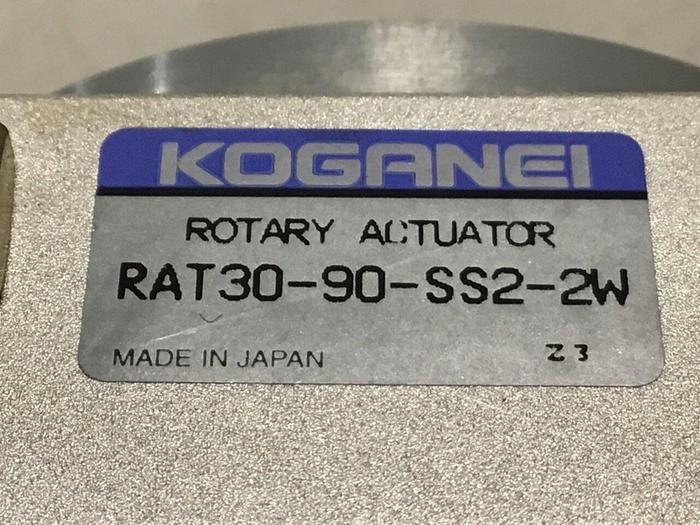 KOGANEI
ROTARY ACTUATOR
RAT30-90-SS2-2W
MADE IN JAPAN Z3